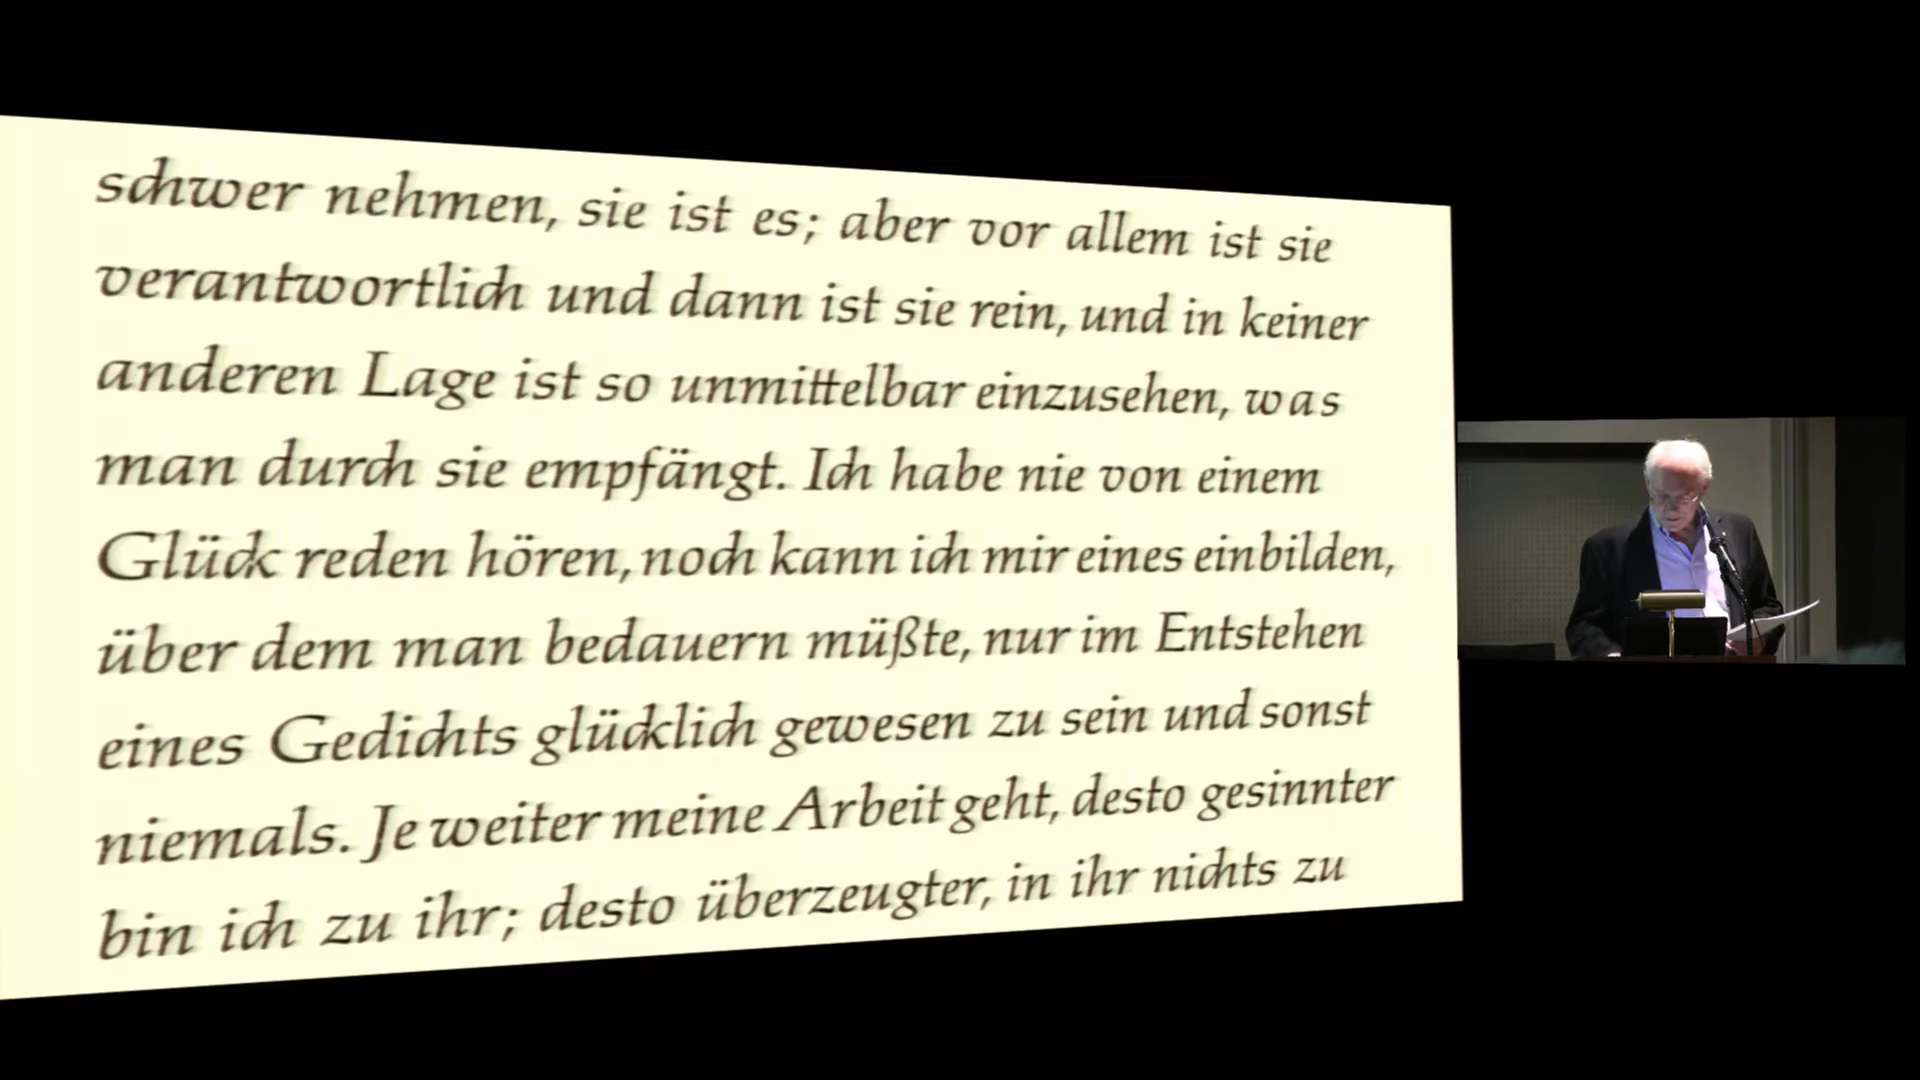 schwer nehmen, sie ist es; aber vor allem ist sie
verantwortlich und dann ist sie rein, und in keiner
anderen Lage ist so unmittelbar einzusehen, was
man durch sie empfängt. Ich habe nie von einem
Glück reden hören, noch kann ich mir eines einbilden,
über dem man bedauern müßte, nur im Entstehen
eines Gedichts glücklich gewesen zu sein und sonst
niemals. Je weiter meine Arbeit geht, desto gesinnter
bin ich zu ihr; desto überzeugter, in ihr nichts zu